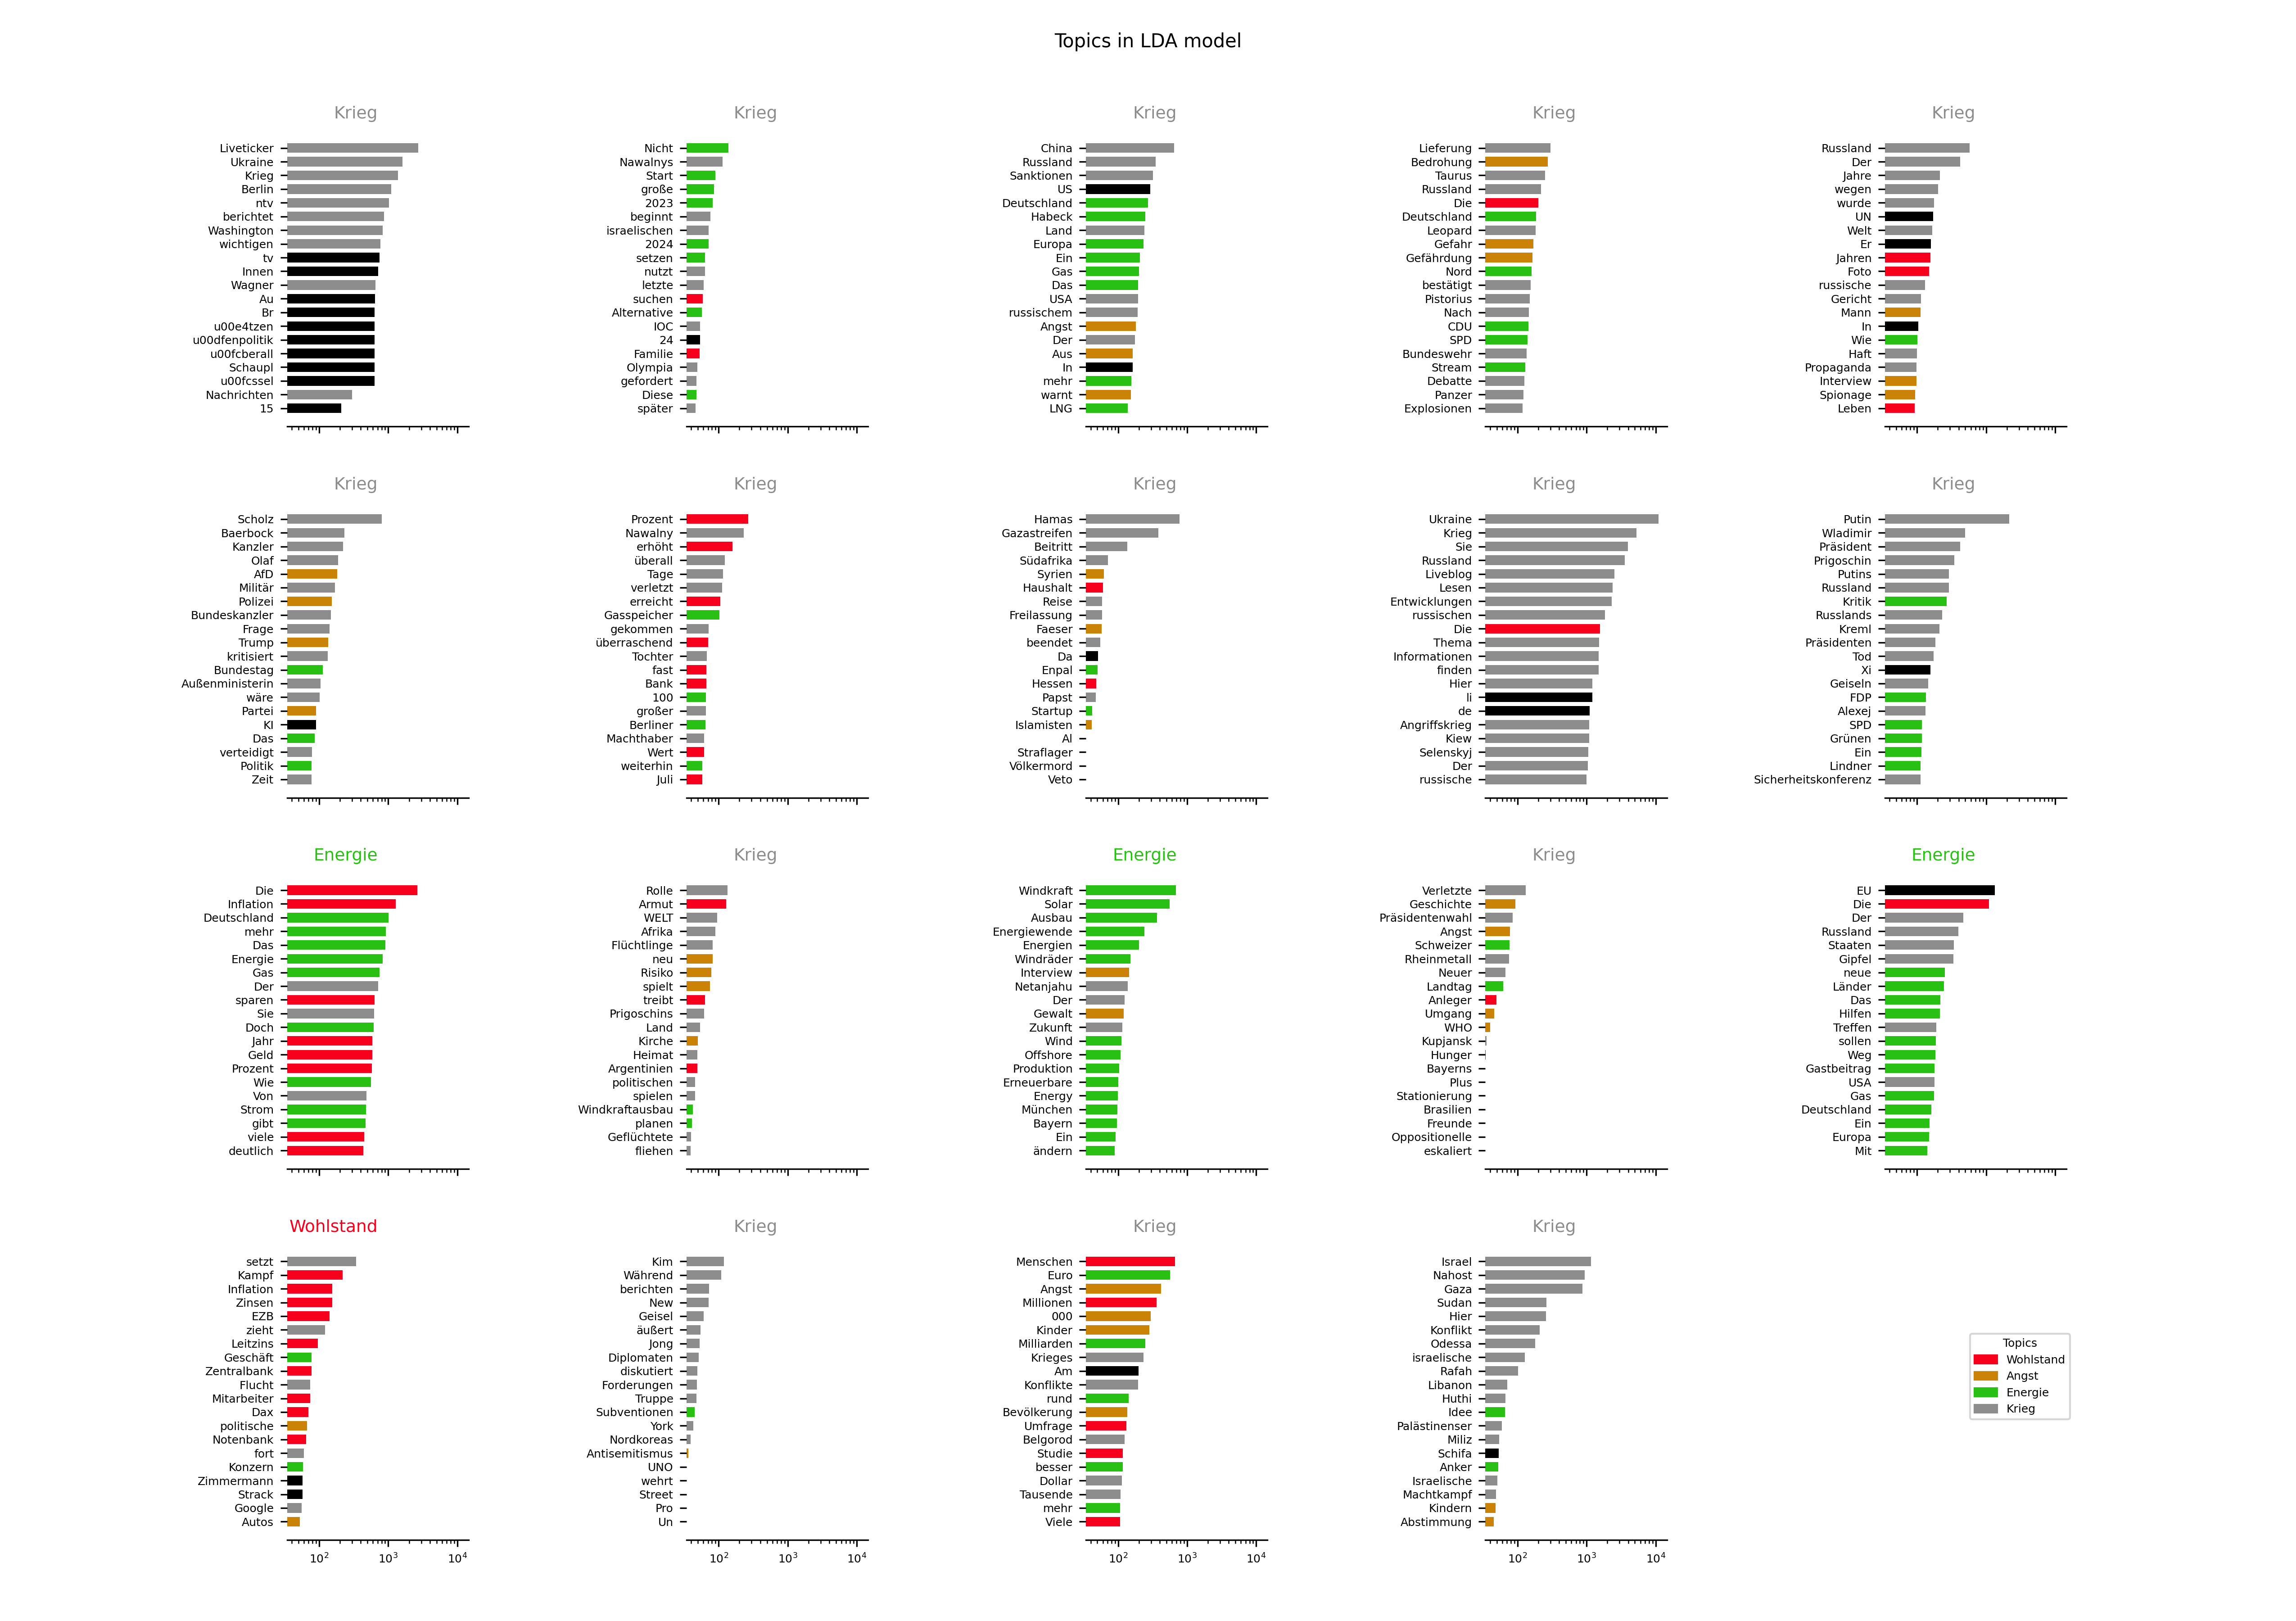 Topics in LDA model
Krieg
Liveticker
Ukraine
Krieg
Berlin
ntv
berichtet
Washington
wichtigen
tv
Innen
Wagner
Au
Br
u00e4tzen
u00dfenpolitik
u00fcberall
Schaupl
u00fcssel
Nachrichten
15
Krieg
Nicht
Nawalnys
Start
große
2023
beginnt
israelischen
2024
setzen
nutzt
letzte
suchen
Alternative
IOC
24
Familie
Olympia
gefordert
Diese
später
Krieg
China
Russland
Sanktionen
US
Deutschland
Habeck
Land
Europa
Ein
Gas
Das
USA
russischem
Angst
Der
Aus
In
mehr
warnt
LNG
Krieg
Lieferung
Bedrohung
Taurus
Russland
Die
Deutschland
Leopard
Gefahr
Gefährdung
Nord
bestätigt
Pistorius
Nach
CDU
SPD
Bundeswehr
Stream
Debatte
Panzer
Explosionen
Krieg
Russland
Der
Jahre
wegen
wurde
UN
Welt
Er
Jahren
Foto
russische
Gericht
Mann
In
Wie
Haft
Propaganda
Interview
Spionage
Leben
Krieg
Scholz
Baerbock
Kanzler
Olaf
AfD
Militär
Polizei
Bundeskanzler
Frage
Trump
kritisiert
Bundestag
Außenministerin
wäre
Partei
KI
Das
verteidigt
Politik
Zeit
Krieg
Prozent
Nawalny
erhöht
überall
Tage
verletzt
erreicht
Gasspeicher
gekommen
überraschend
Tochter
fast
Bank
100
großer
Berliner
Machthaber
Wert
weiterhin
Juli
Krieg
Hamas
Gazastreifen
Beitritt
Südafrika
Syrien
Haushalt
Reise
Freilassung
Faeser
beendet
Da
Enpal
Hessen
Papst
Startup
Islamisten
Al
Straflager
Völkermord
Veto
Krieg
Ukraine
Krieg
Sie
Russland
Liveblog
Lesen
Entwicklungen
russischen
Die
Thema
Informationen
finden
Hier
li
de
Angriffskrieg
Kiew
Selenskyj
Der
russische
Krieg
Putin
Wladimir
Präsident
Prigoschin
Putins
Russland
Kritik
Russlands
Kreml
Präsidenten
Tod
Xi
Geiseln
FDP
Alexej
SPD
Grünen
Ein
Lindner
Sicherheitskonferenz
Energie
Die
Inflation
Deutschland
mehr
Das
Energie
Gas
Der
sparen
Sie
Doch
Jahr
Geld
Prozent
Wie
Von
Strom
gibt
viele
deutlich
Krieg
Rolle
Armut
WELT
Afrika
Flüchtlinge
neu
Risiko
spielt
treibt
Prigoschins
Land
Kirche
Heimat
Argentinien
politischen
spielen
Windkraftausbau
planen
Geflüchtete
fliehen
Energie
Windkraft
Solar
Ausbau
Energiewende
Energien
Windräder
Interview
Netanjahu
Der
Gewalt
Zukunft
Wind
Offshore
Produktion
Erneuerbare
Energy
München
Bayern
Ein
ändern
Krieg
Verletzte
Geschichte
Präsidentenwahl
Angst
Schweizer
Rheinmetall
Neuer
Landtag
Anleger
Umgang
WHO
Kupjansk
Hunger
Bayerns
Plus
Stationierung
Brasilien
Freunde
Oppositionelle
eskaliert
Energie
EU
Die
Der
Russland
Staaten
Gipfel
neue
Länder
Das
Hilfen
Treffen
sollen
Weg
Gastbeitrag
USA
Gas
Deutschland
Ein
Europa
Mit
Wohlstand
setzt
Kampf
Inflation
Zinsen
EZB
zieht
Leitzins
Geschäft
Zentralbank
Flucht
Mitarbeiter
Dax
politische
Notenbank
fort
Konzern
Zimmermann
Strack
Google
Autos
10² 10³ 10⁴
Krieg
Kim
Während
berichten
New
Geisel
äußert
Jong
Diplomaten
diskutiert
Forderungen
Truppe
Subventionen
York
Nordkoreas
Antisemitismus
UNO
wehrt
Street
Pro
Un
10² 10³ 10⁴
Krieg
Menschen
Euro
Angst
Millionen
000
Kinder
Milliarden
Krieges
Am
Konflikte
rund
Bevölkerung
Umfrage
Belgorod
Studie
besser
Dollar
Tausende
mehr
Viele
10² 10³ 10⁴
Krieg
Israel
Nahost
Gaza
Sudan
Hier
Konflikt
Odessa
israelische
Rafah
Libanon
Huthi
Idee
Palästinenser
Miliz
Schifa
Anker
Israelische
Machtkampf
Kindern
Abstimmung
10² 10³ 10⁴
Topics
Wohlstand
Angst
Energie
Krieg